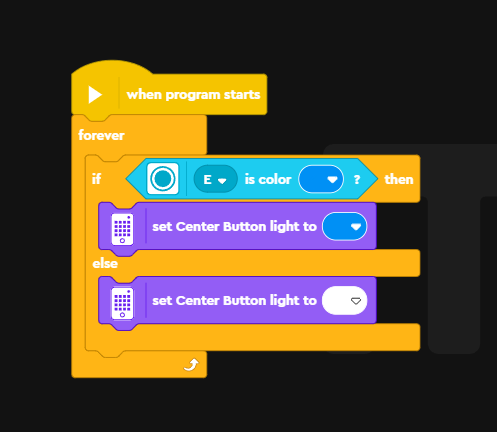 when program starts
forever
if E is color ? then
set Center Button light to
else
set Center Button light to